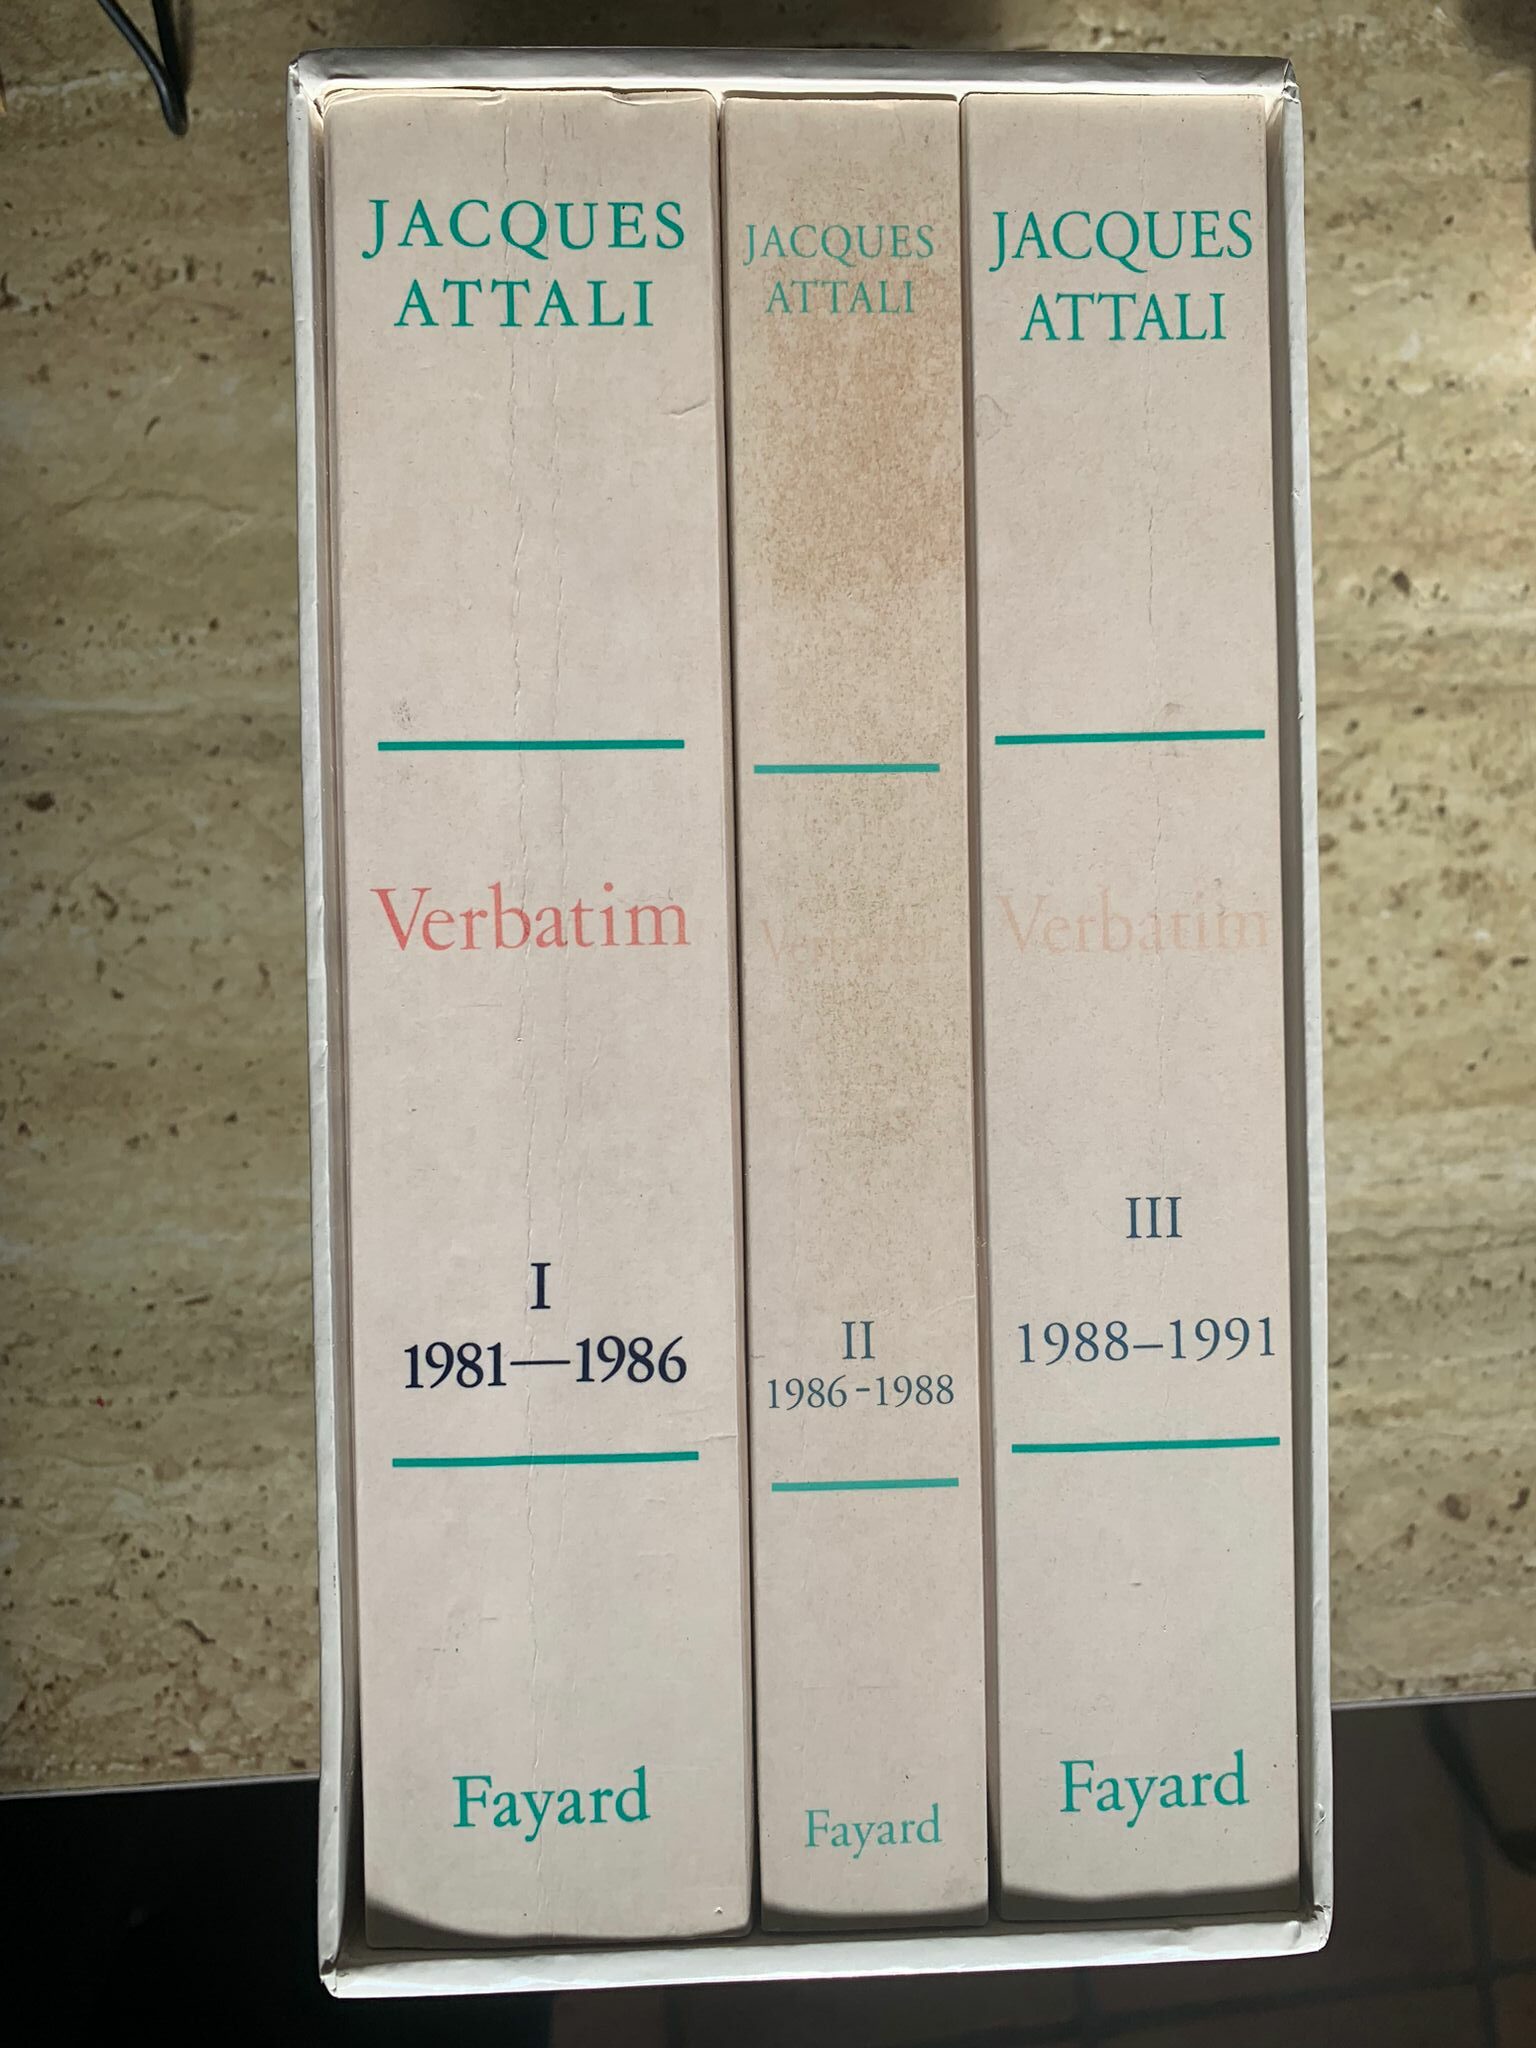 JACQUES
ATTALI
Verbatim
I
1981—1986
Fayard
JACQUES
ATTALI
Verbatim
II
1986-1988
Fayard
JACQUES
ATTALI
Verbatim
III
1988–1991
Fayard